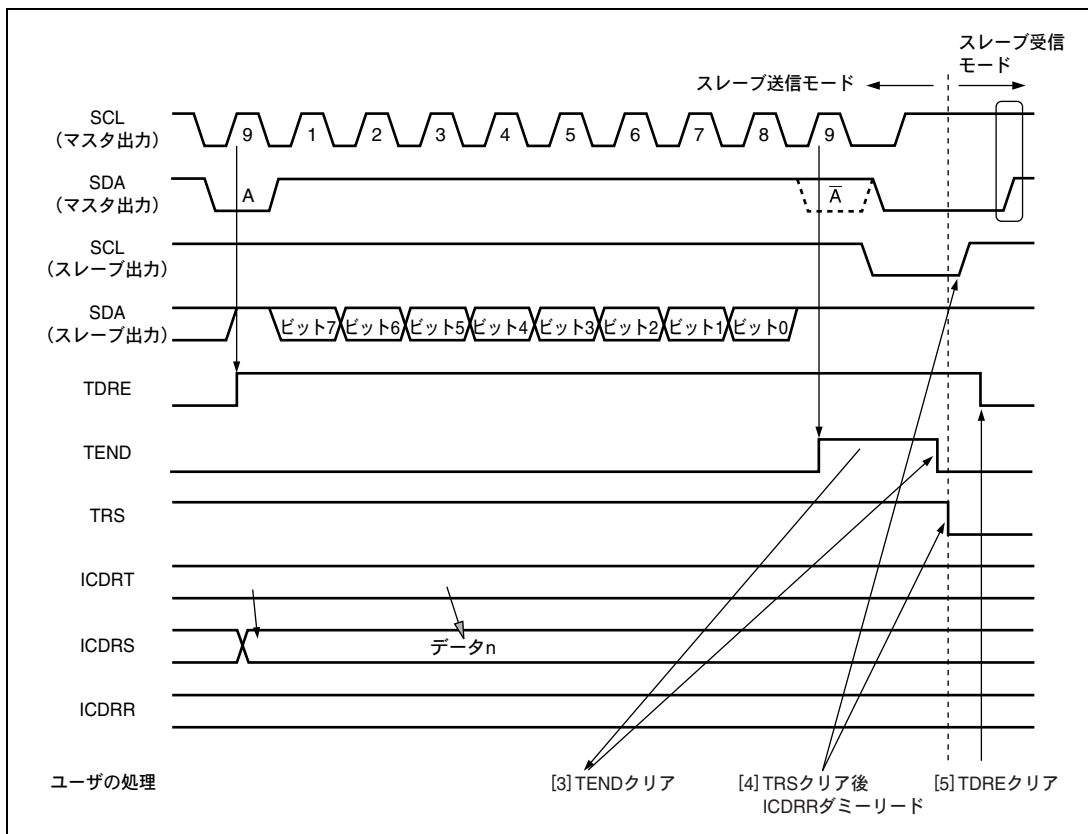 スレーブ受信
モード
スレーブ送信モード
SCL
（マスタ出力）
9 1 2 3 4 5 6 7 8 9
SDA
（マスタ出力）
A
A̅
SCL
（スレーブ出力）
SDA
（スレーブ出力）
ビット7 ビット6 ビット5 ビット4 ビット3 ビット2 ビット1 ビット0
TDRE
TEND
TRS
ICDRT
ICDRS
データn
ICDRR
ユーザの処理
[3] TENDクリア
[4] TRSクリア後
ICDRRダミーリード
[5] TDREクリア